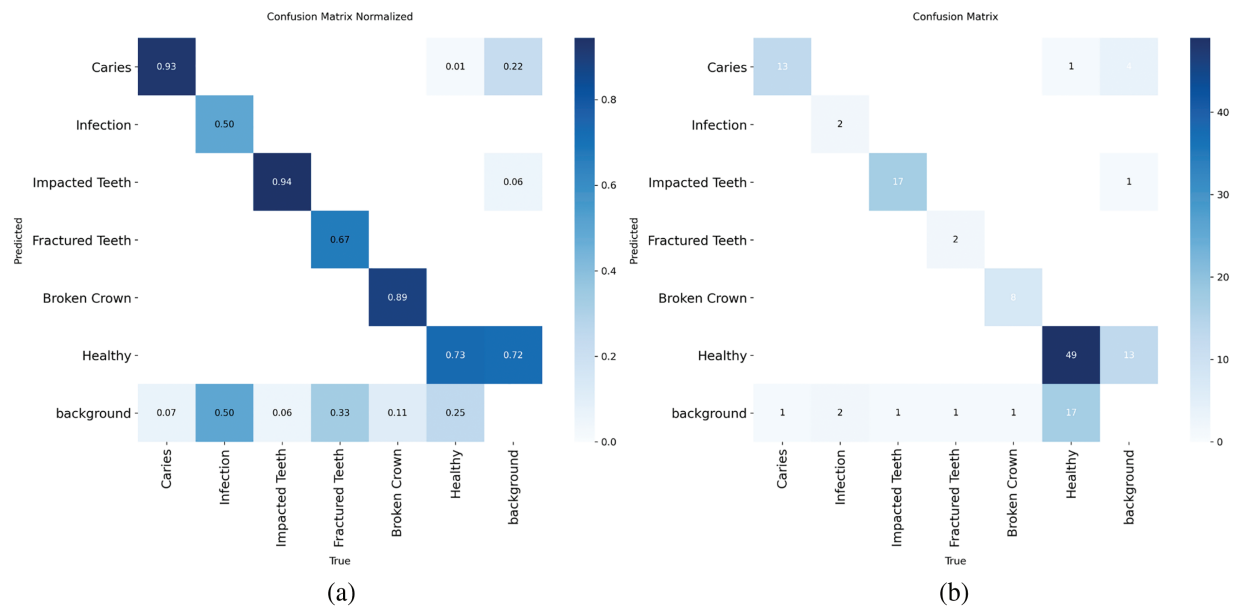 Confusion Matrix Normalized
Caries 0.93 0.01 0.22
Infection 0.50
Impacted Teeth 0.94 0.06
Fractured Teeth 0.67
Broken Crown 0.89
Healthy 0.73 0.72
background 0.07 0.50 0.06 0.33 0.11 0.25
Predicted
Caries
Infection
Impacted Teeth
Fractured Teeth
Broken Crown
Healthy
background
True
0.8
0.6
0.4
0.2
0.0
(a)
Confusion Matrix
Caries 13 1
Infection 2
Impacted Teeth 17 1
Fractured Teeth 2
Broken Crown 8
Healthy 49 13
background 1 2 1 1 1 17
Predicted
Caries
Infection
Impacted Teeth
Fractured Teeth
Broken Crown
Healthy
background
True
40
30
20
10
0
(b)